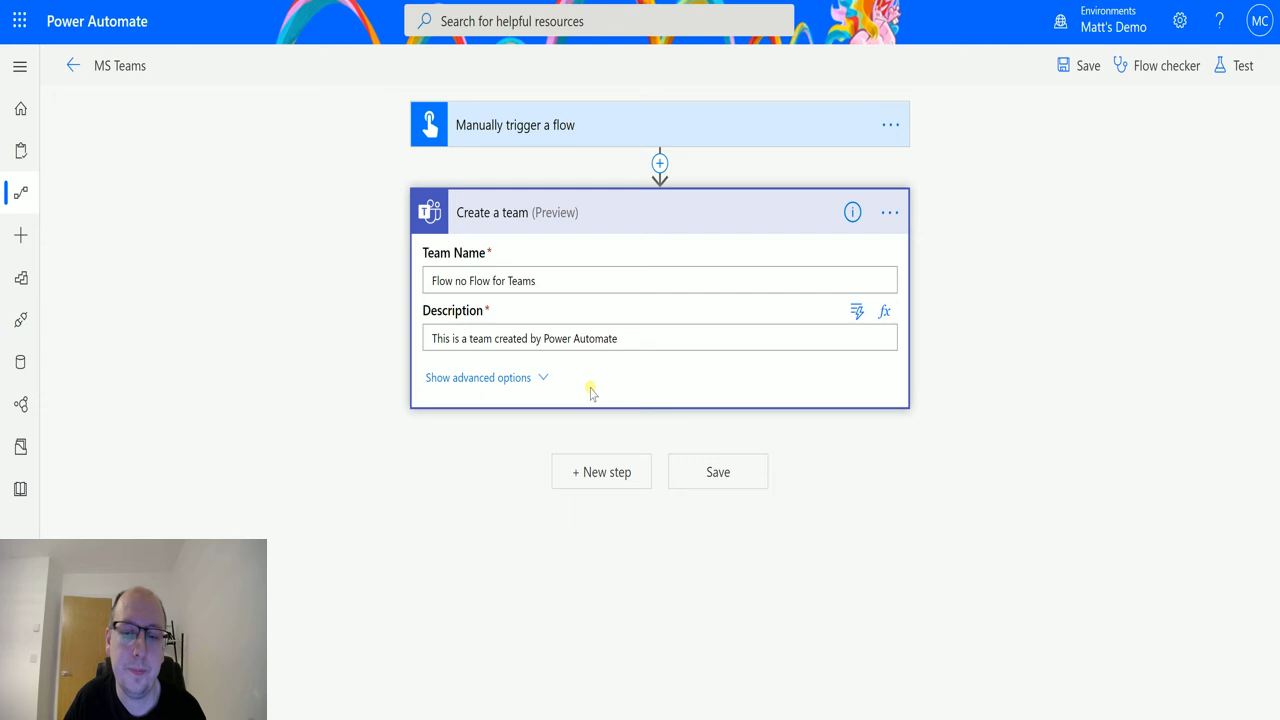 Power Automate
Search for helpful resources
Environments
Matt's Demo
?
MC
MS Teams
Save
Flow checker
Test
Manually trigger a flow
...
+
Create a team (Preview)
i
...
Team Name*
Flow no Flow for Teams
Description*
fx
This is a team created by Power Automate
Show advanced options
+ New step
Save